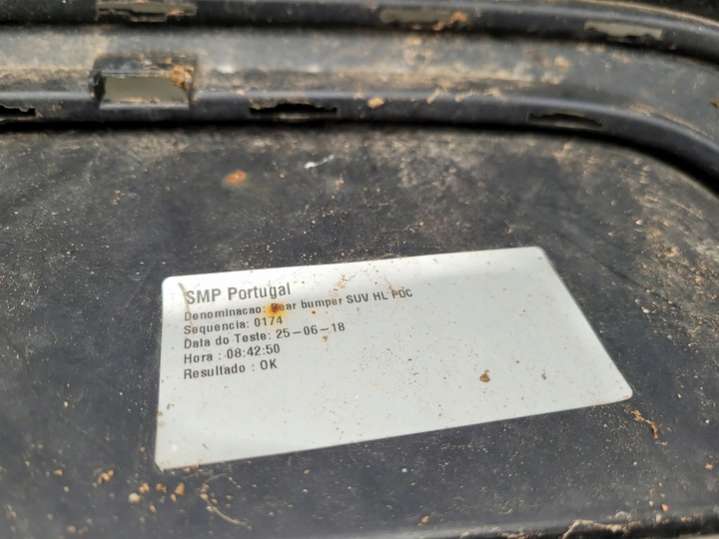 SMP Portugal
Denominacao: Rear bumper SUV HL PDC
Sequencia: 0174
Data do Teste: 25-06-18
Hora : 08:42:50
Resultado : OK